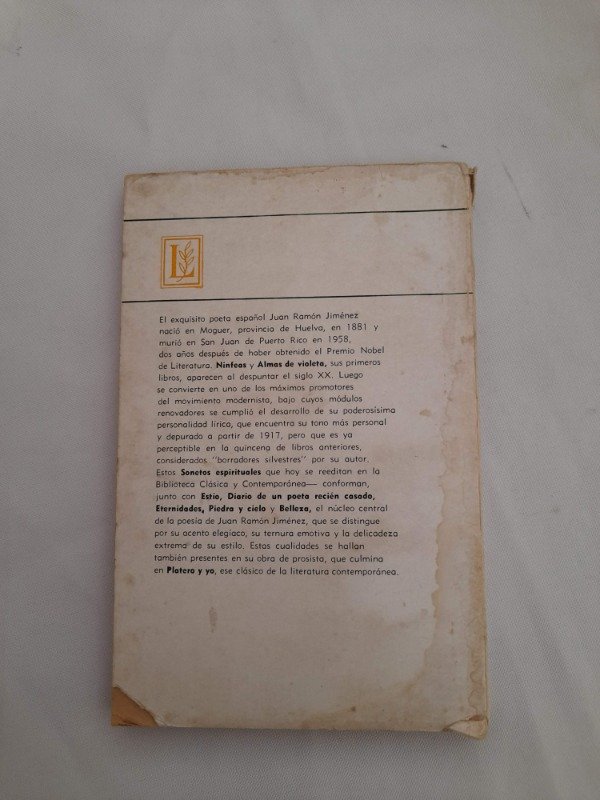 L
El exquisito poeta español Juan Ramón Jiménez
nació en Moguer, provincia de Huelva, en 1881 y
murió en San Juan de Puerto Rico en 1958,
dos años después de haber obtenido el Premio Nobel
de Literatura. Ninfeas y Almas de violeta, sus primeros
libros, aparecen al despuntar el siglo XX. Luego
se convierte en uno de los máximos promotores
del movimiento modernista, bajo cuyos módulos
renovadores se cumplió el desarrollo de su poderosísima
personalidad lírica, que encuentra su tono más personal
y depurado a partir de 1917, pero que es ya
perceptible en la quincena de libros anteriores,
considerados "borradores silvestres" por su autor.
Estos Sonetos espirituales que hoy se reeditan en la
Biblioteca Clásica y Contemporánea— conforman,
junto con Estío, Diario de un poeta recién casado,
Eternidades, Piedra y cielo y Belleza, el núcleo central
de la poesía de Juan Ramón Jiménez, que se distingue
por su acento elegíaco, su ternura emotiva y la delicadeza
extrema de su estilo. Estas cualidades se hallan
también presentes en su obra de prosista, que culmina
en Platero y yo, ese clásico de la literatura contemporánea.